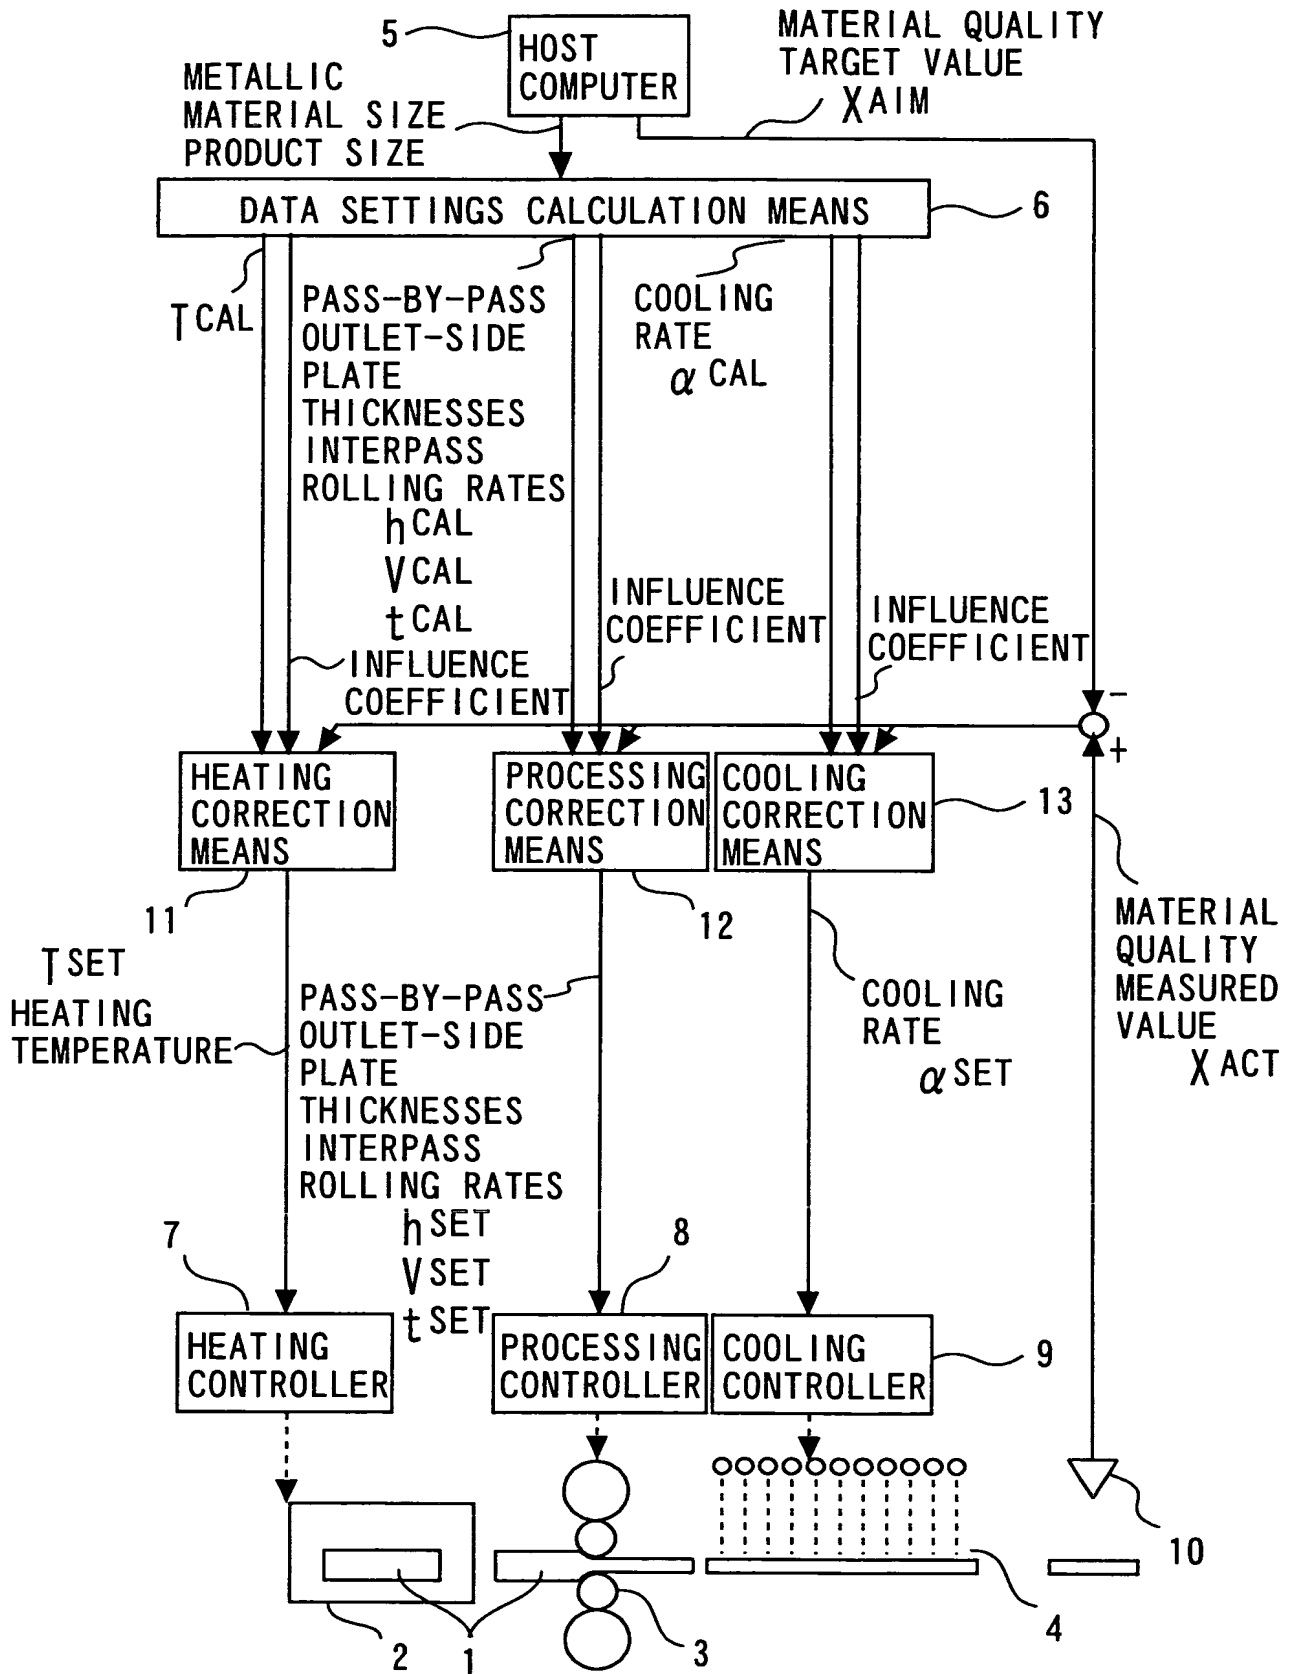 5
HOST
COMPUTER
MATERIAL QUALITY
TARGET VALUE
XAIM
METALLIC
MATERIAL SIZE
PRODUCT SIZE
DATA SETTINGS CALCULATION MEANS
6
TCAL
PASS-BY-PASS
OUTLET-SIDE
PLATE
THICKNESSES
INTERPASS
ROLLING RATES
hCAL
VCAL
tCAL
COOLING
RATE
αCAL
INFLUENCE
COEFFICIENT
INFLUENCE
COEFFICIENT
INFLUENCE
COEFFICIENT
-
+
HEATING
CORRECTION
MEANS
11
PROCESSING
CORRECTION
MEANS
12
COOLING
CORRECTION
MEANS
13
MATERIAL
QUALITY
MEASURED
VALUE
XACT
TSET
HEATING
TEMPERATURE
PASS-BY-PASS
OUTLET-SIDE
PLATE
THICKNESSES
INTERPASS
ROLLING RATES
hSET
VSET
tSET
COOLING
RATE
αSET
7
HEATING
CONTROLLER
8
PROCESSING
CONTROLLER
COOLING
CONTROLLER
9
10
2
1
3
4